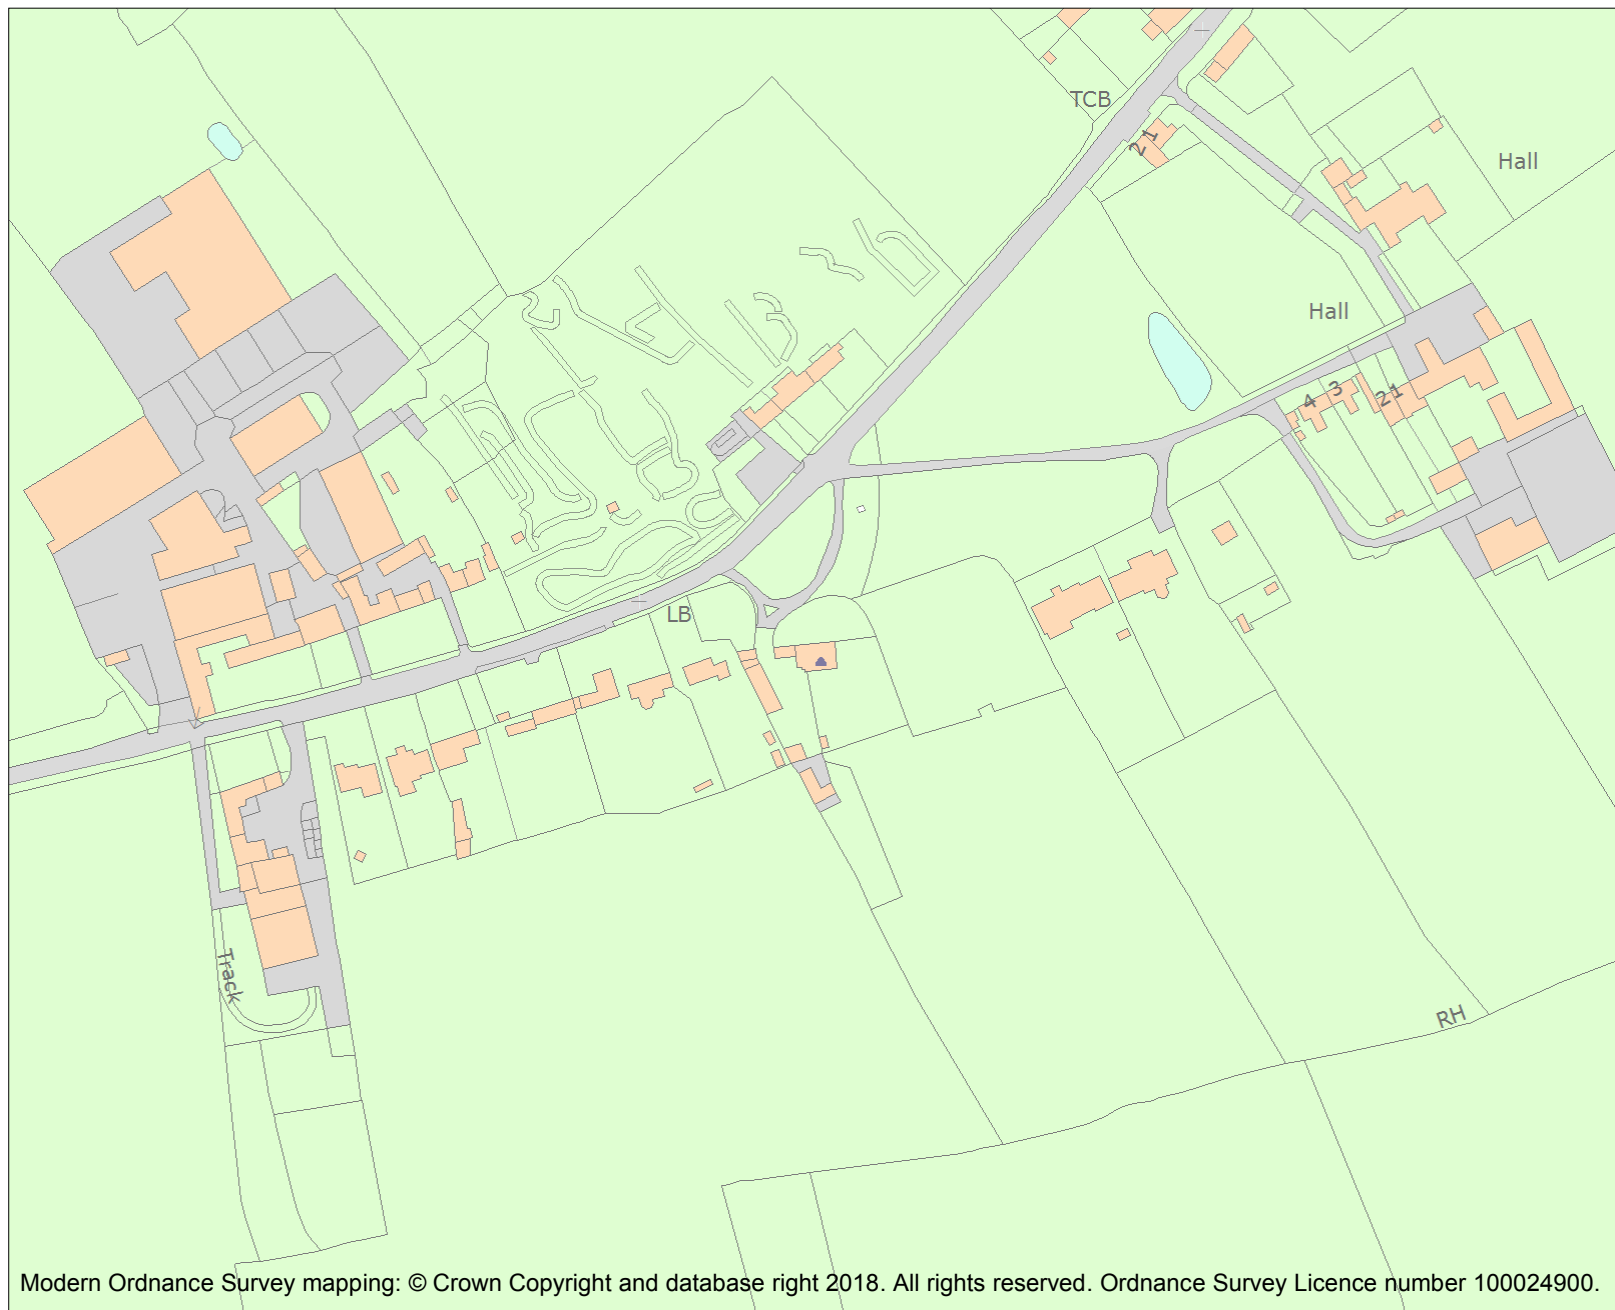 TCB
2 1
Hall
Hall
4 3 2 1
LB
Track
RH
Modern Ordnance Survey mapping: © Crown Copyright and database right 2018. All rights reserved. Ordnance Survey Licence number 100024900.